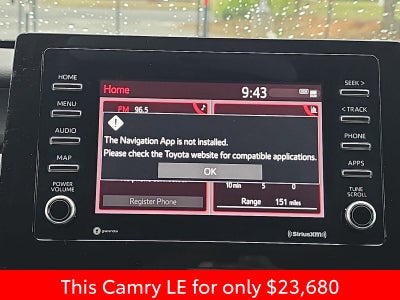 HOME
MENU
AUDIO
MAP
POWER
VOLUME
Home
9:43
FM 96.5
The Navigation App is not installed.
Please check the Toyota website for compatible applications.
OK
10 min 5 0
Register Phone
Range 151 miles
SEEK >
< TRACK
PHONE
APPS
TUNE
SCROLL
gracenote
SiriusXM
This Camry LE for only $23,680